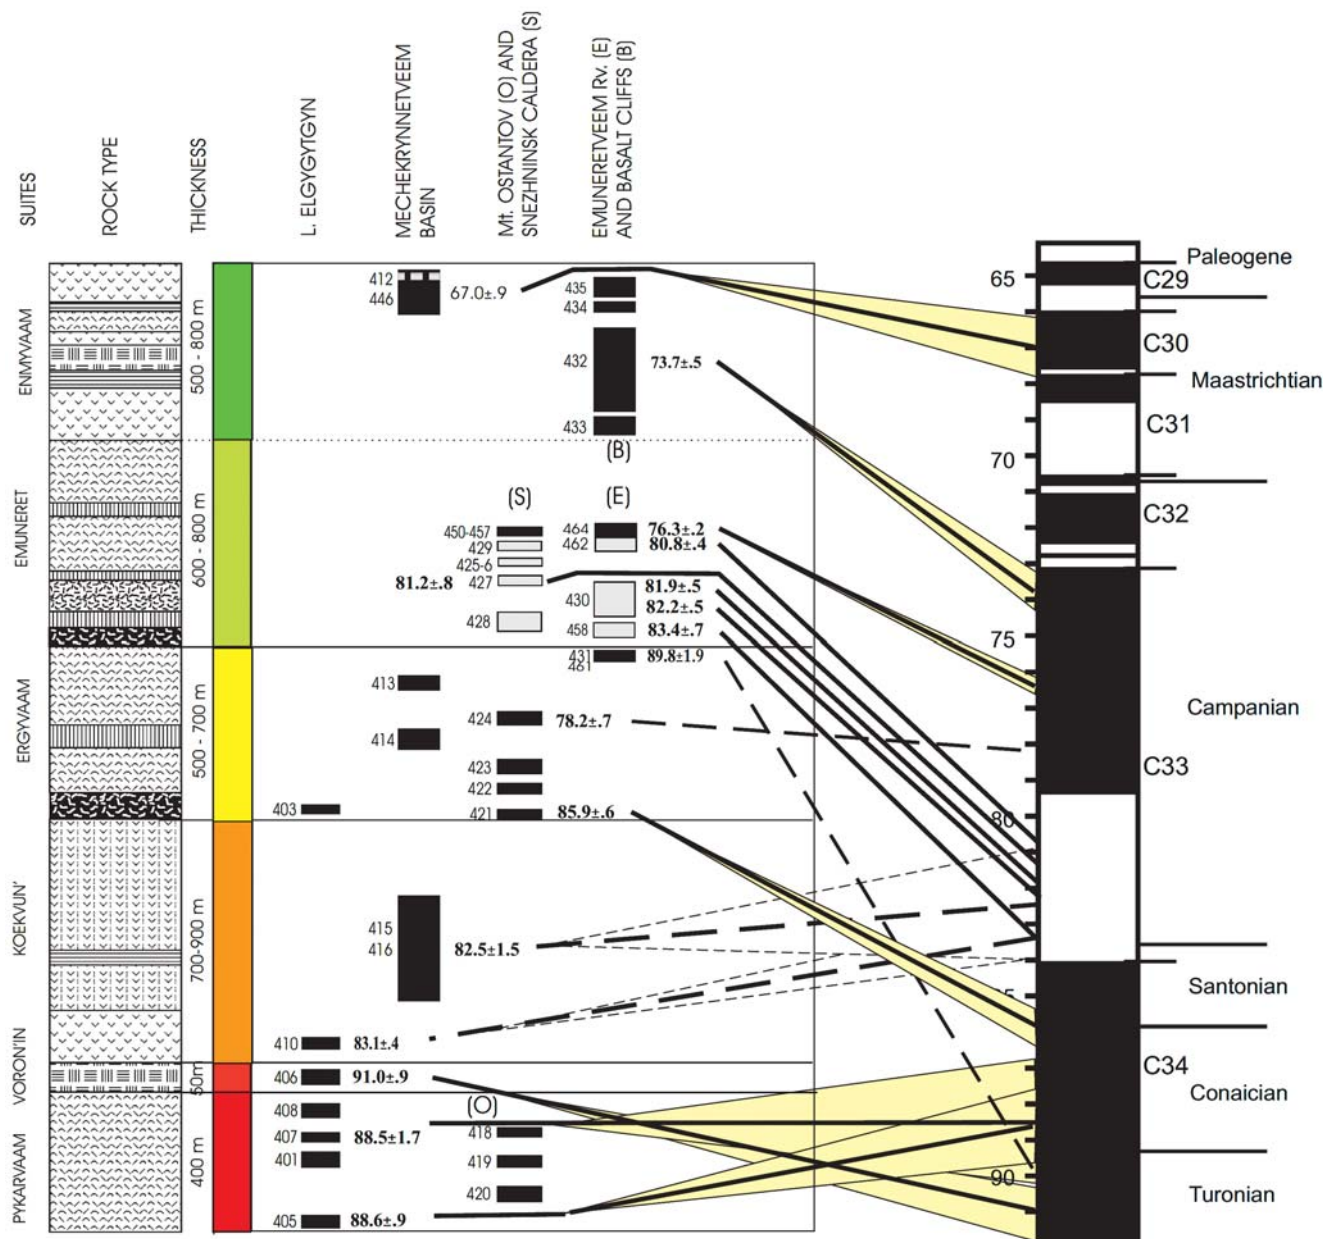 SUITES
ROCK TYPE
THICKNESS
L. ELGYGYTGYN
MECHEKRYNNETVEEM
BASIN
Mt. OSTANTOV (O) AND
SNEZHNINSK CALDERA (S)
EMUNERETVEEM Rv. (E)
AND BASALT CLIFFS (B)
ENMYVAAM
500 - 800 m
412
446
67.0±.9
435
434
432
73.7±.5
433
(B)
EMUNERET
600 - 800 m
(S)
(E)
450-457
429
425-6
81.2±.8
427
428
464
76.3±.2
462
80.8±.4
430
81.9±.5
82.2±.5
458
83.4±.7
431
461
89.8±1.9
ERGYVAAM
500 - 700 m
413
414
424
78.2±.7
423
422
403
421
85.9±.6
KOEKVUN'
700-900 m
415
416
82.5±1.5
410
83.1±.4
VORON'IN
50m
406
91.0±.9
PYKARVAAM
400 m
408
407
88.5±1.7
401
405
88.6±.9
(O)
418
419
420
65
70
75
80
90
C29
C30
C31
C32
C33
C34
Paleogene
Maastrichtian
Campanian
Santonian
Conaician
Turonian